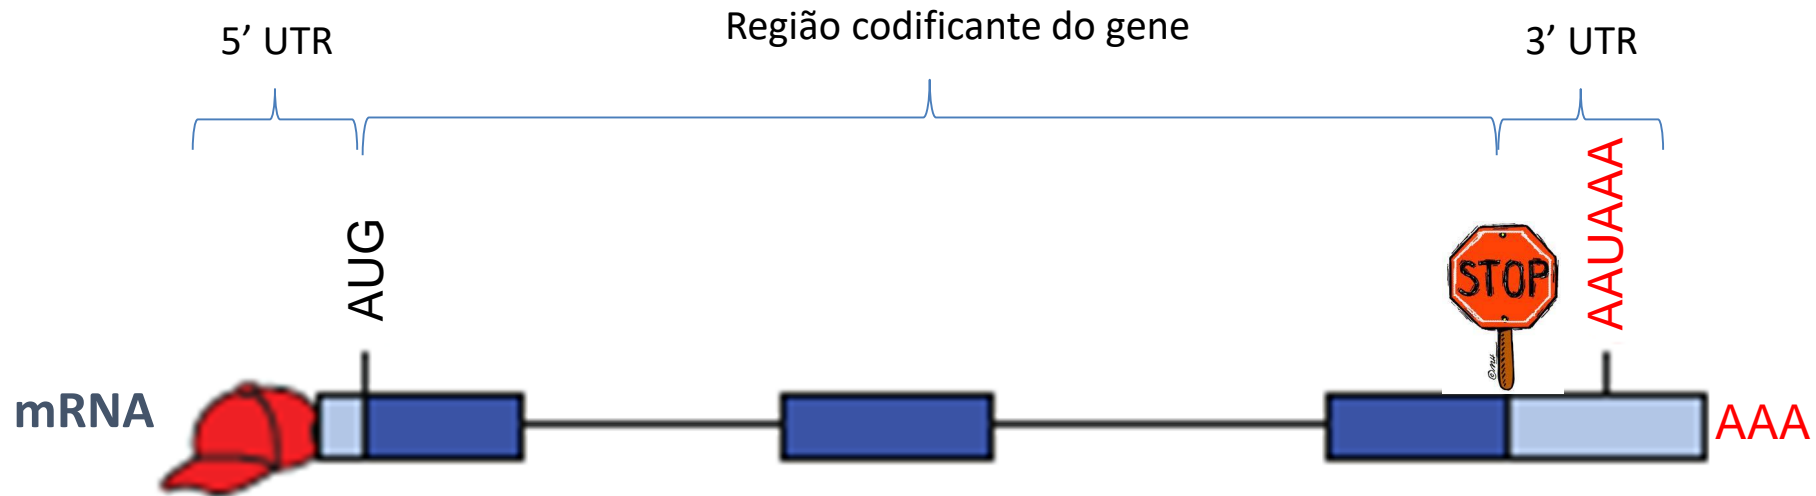 5’ UTR
Região codificante do gene
3’ UTR
AUG
STOP
AAUAAA
mRNA
AAA